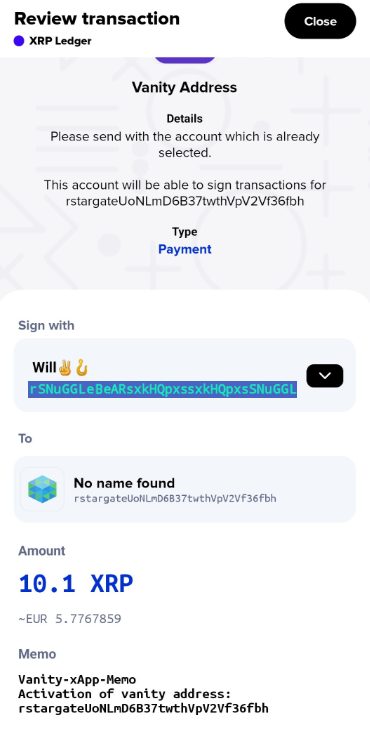 Review transaction
Close
XRP Ledger
Vanity Address
Details
Please send with the account which is already
selected.
This account will be able to sign transactions for
rstargateUoNLmD6B37twthVpV2Vf36fbh
Type
Payment
Sign with
Will✌️🪝
rSNuGGLeBeARsxkHQpxssxkHQpxsSNuGGL
To
No name found
rstargateUoNLmD6B37twthVpV2Vf36fbh
Amount
10.1 XRP
~EUR 5.7767859
Memo
Vanity-xApp-Memo
Activation of vanity address:
rstargateUoNLmD6B37twthVpV2Vf36fbh